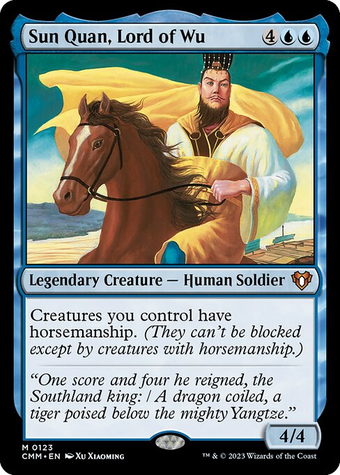 Sun Quan, Lord of Wu 4
Legendary Creature — Human Soldier
Creatures you control have
horsemanship. (They can't be blocked
except by creatures with horsemanship.)
“One score and four he reigned, the
Southland king: / A dragon coiled, a
tiger poised below the mighty Yangtze.”
4/4
M 0123
CMM • EN Xu Xiaoming
™ & © 2023 Wizards of the Coast